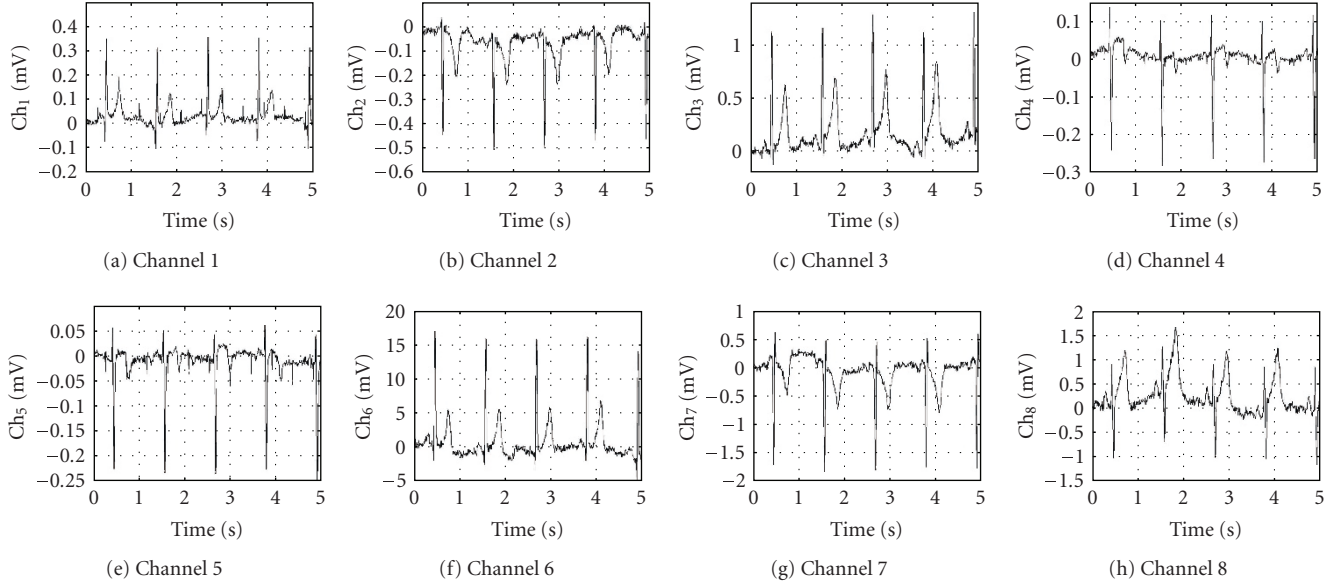 Ch1 (mV)
0.4
0.3
0.2
0.1
0
−0.1
0.2
0 1 2 3 4 5
Time (s)
(a) Channel 1
Ch2 (mV)
0
−0.1
−0.2
−0.3
−0.4
−0.5
−0.6
0 1 2 3 4 5
Time (s)
(b) Channel 2
Ch3 (mV)
1
0.5
0
0 1 2 3 4 5
Time (s)
(c) Channel 3
Ch4 (mV)
0.1
0
−0.1
−0.2
−0.3
0 1 2 3 4 5
Time (s)
(d) Channel 4
Ch5 (mV)
0.05
0
−0.05
−0.1
−0.15
−0.2
−0.25
0 1 2 3 4 5
Time (s)
(e) Channel 5
Ch6 (mV)
20
15
10
5
0
−5
0 1 2 3 4 5
Time (s)
(f) Channel 6
Ch7 (mV)
1
0.5
0
−0.5
−1
−1.5
−2
0 1 2 3 4 5
Time (s)
(g) Channel 7
Ch8 (mV)
2
1.5
1
0.5
0
−0.5
−1
−1.5
0 1 2 3 4 5
Time (s)
(h) Channel 8